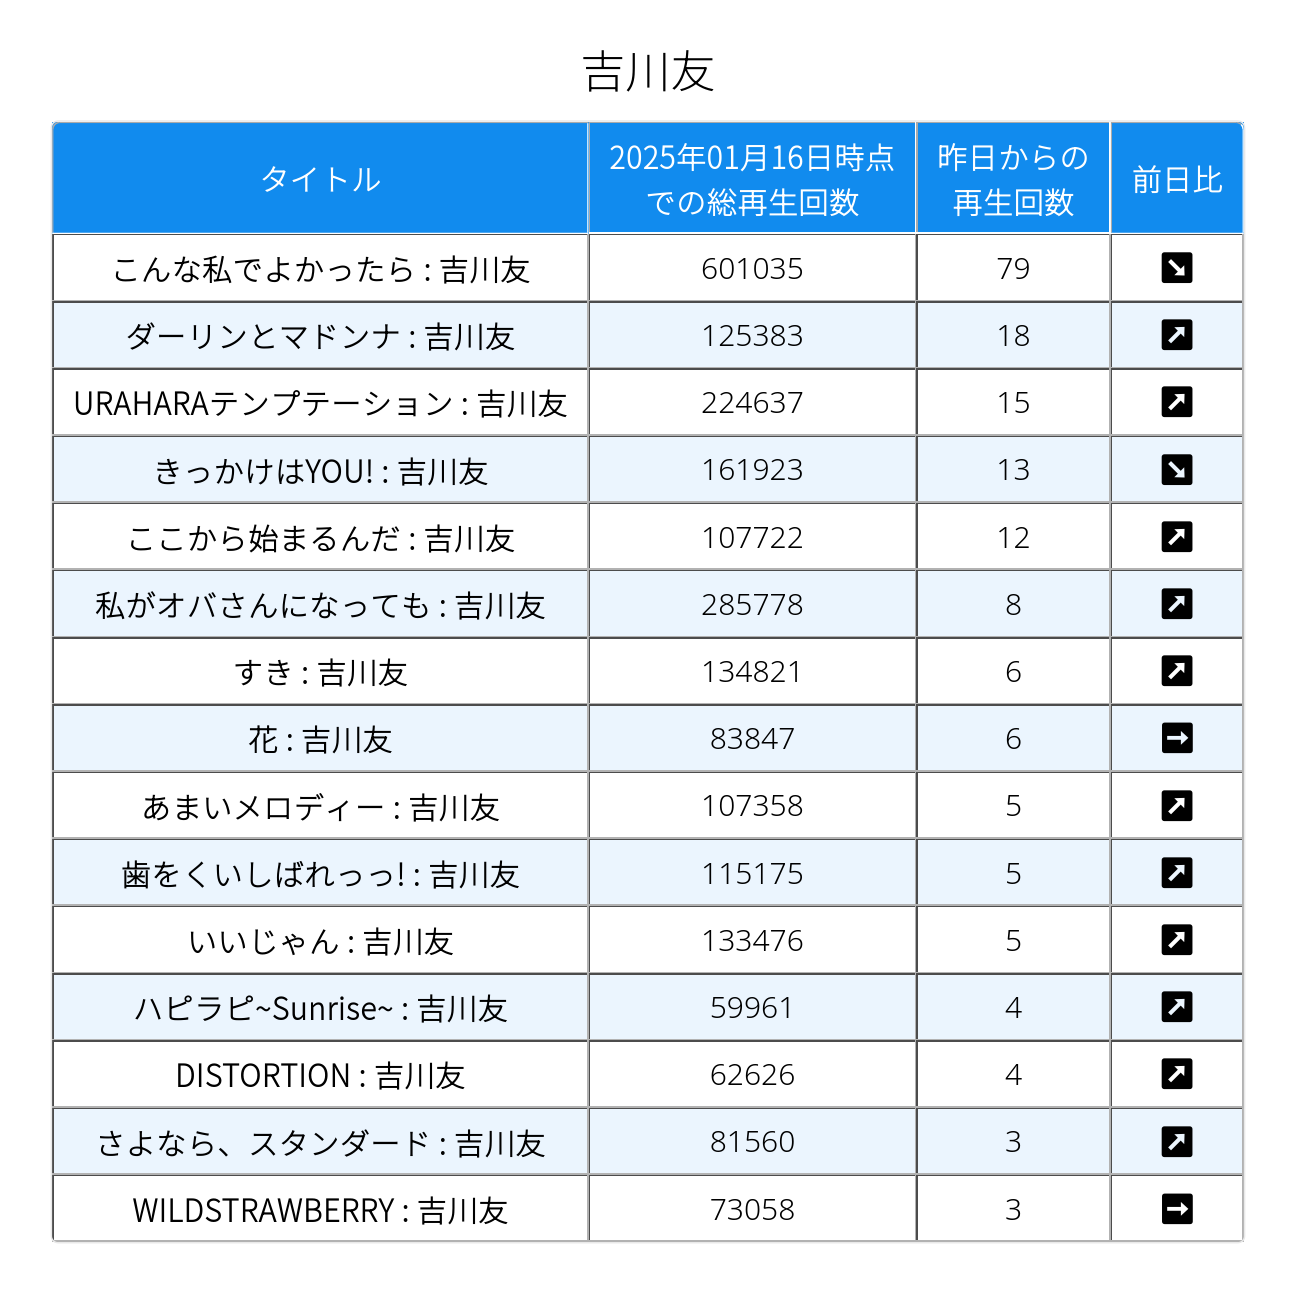 吉川友
タイトル
2025年01月16日時点
での総再生回数
昨日からの
再生回数
前日比
こんな私でよかったら : 吉川友 601035 79
ダーリンとマドンナ : 吉川友 125383 18
URAHARAテンプテーション : 吉川友 224637 15
きっかけはYOU! : 吉川友 161923 13
ここから始まるんだ : 吉川友 107722 12
私がオバさんになっても : 吉川友 285778 8
すき : 吉川友 134821 6
花 : 吉川友 83847 6
あまいメロディー : 吉川友 107358 5
歯をくいしばれっっ! : 吉川友 115175 5
いいじゃん : 吉川友 133476 5
ハピラピ~Sunrise~ : 吉川友 59961 4
DISTORTION : 吉川友 62626 4
さよなら、スタンダード : 吉川友 81560 3
WILDSTRAWBERRY : 吉川友 73058 3